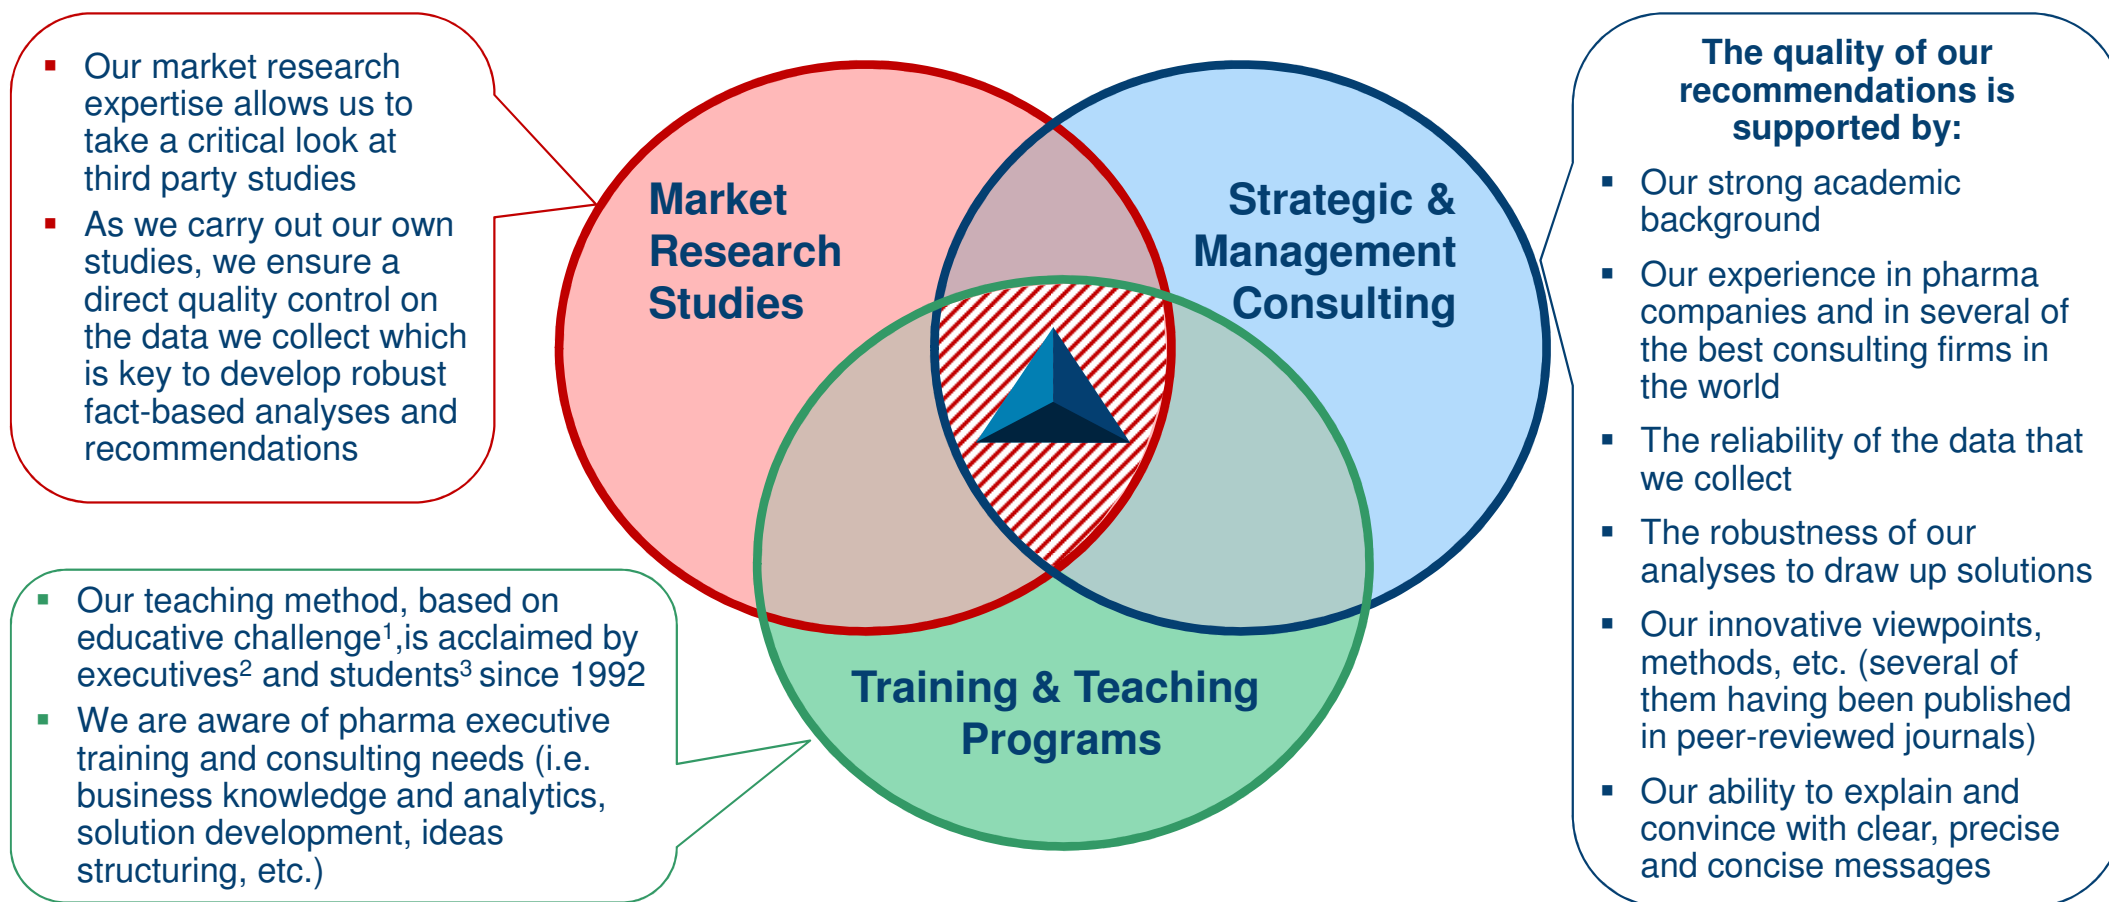 ▪ Our market research
expertise allows us to
take a critical look at
third party studies
▪ As we carry out our own
studies, we ensure a
direct quality control on
the data we collect which
is key to develop robust
fact-based analyses and
recommendations
Market
Research
Studies
Strategic &
Management
Consulting
Training & Teaching
Programs
▪ Our teaching method, based on
educative challenge¹,is acclaimed by
executives² and students³ since 1992
▪ We are aware of pharma executive
training and consulting needs (i.e.
business knowledge and analytics,
solution development, ideas
structuring, etc.)
The quality of our
recommendations is
supported by:
▪ Our strong academic
background
▪ Our experience in pharma
companies and in several of
the best consulting firms in
the world
▪ The reliability of the data that
we collect
▪ The robustness of our
analyses to draw up solutions
▪ Our innovative viewpoints,
methods, etc. (several of
them having been published
in peer-reviewed journals)
▪ Our ability to explain and
convince with clear, precise
and concise messages